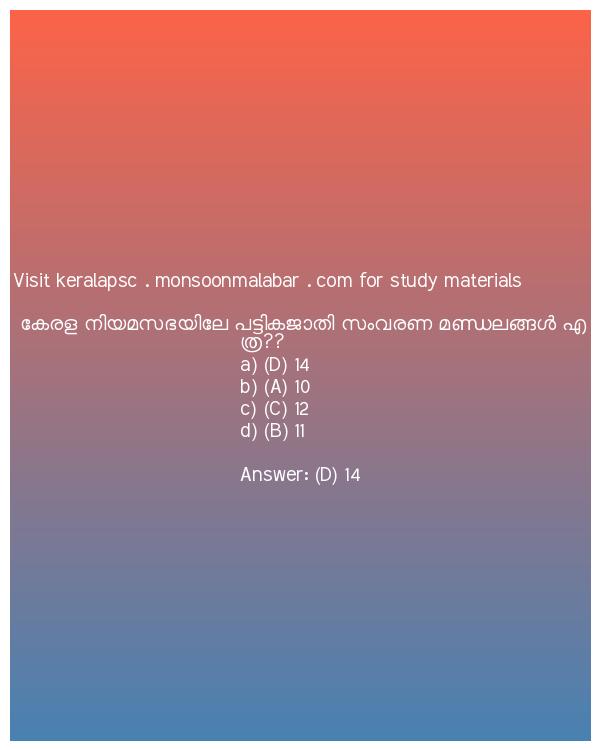 Visit keralapsc . monsoonmalabar . com for study materials
കേരള നിയമസഭയിലേ പട്ടികജാതി സംവരണ മണ്ഡലങ്ങൾ എ
ത്ര??
a) (D) 14
b) (A) 10
c) (C) 12
d) (B) 11
Answer: (D) 14